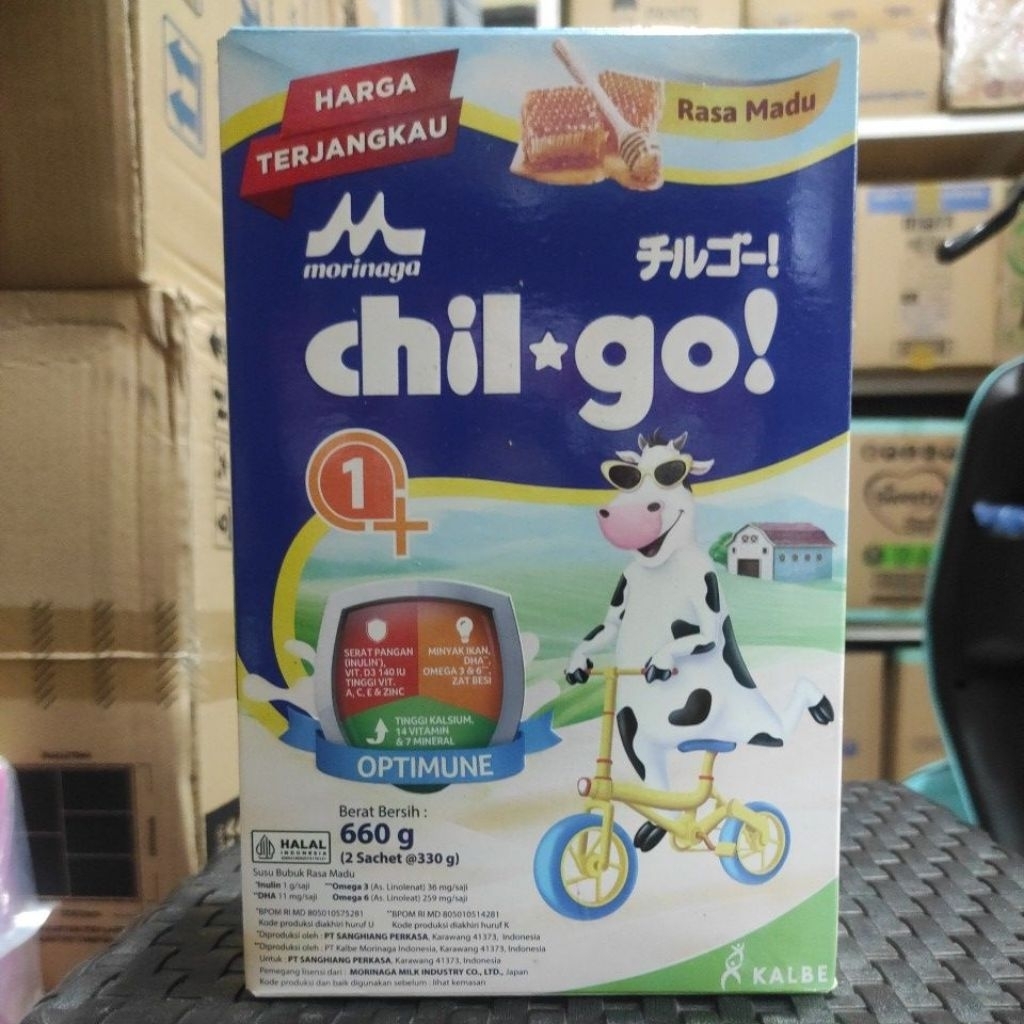 HARGA
TERJANGKAU
Rasa Madu
morinaga
チルゴー!
chil go!
1+
SERAT PANGAN
(INULIN*),
VIT. D3 140 IU
TINGGI VIT.
A, C, E & ZINC
MINYAK IKAN,
DHA**,
OMEGA 3 & 6***,
ZAT BESI
TINGGI KALSIUM,
14 VITAMIN
& 7 MINERAL
OPTIMUNE
Berat Bersih :
660 g
(2 Sachet @330 g)
HALAL
INDONESIA
Susu Bubuk Rasa Madu
*Inulin 1 g/saji ***Omega 3 (As. Linolenat) 36 mg/saji
**DHA 11 mg/saji Omega 6 (As. Linoleat) 259 mg/saji
*BPOM RI MD 805010575281 **BPOM RI MD 805010514281
Kode produksi diakhiri huruf U Kode produksi diakhiri huruf K
*Diproduksi oleh : PT SANGHIANG PERKASA, Karawang 41373, Indonesia
**Diproduksi oleh : PT Kalbe Morinaga Indonesia, Karawang 41373, Indonesia
Untuk : PT SANGHIANG PERKASA, Karawang 41373, Indonesia
Pemegang lisensi dari : MORINAGA MILK INDUSTRY CO., LTD., Japan
Kode produksi dan baik digunakan sebelum : lihat kemasan
KALBE